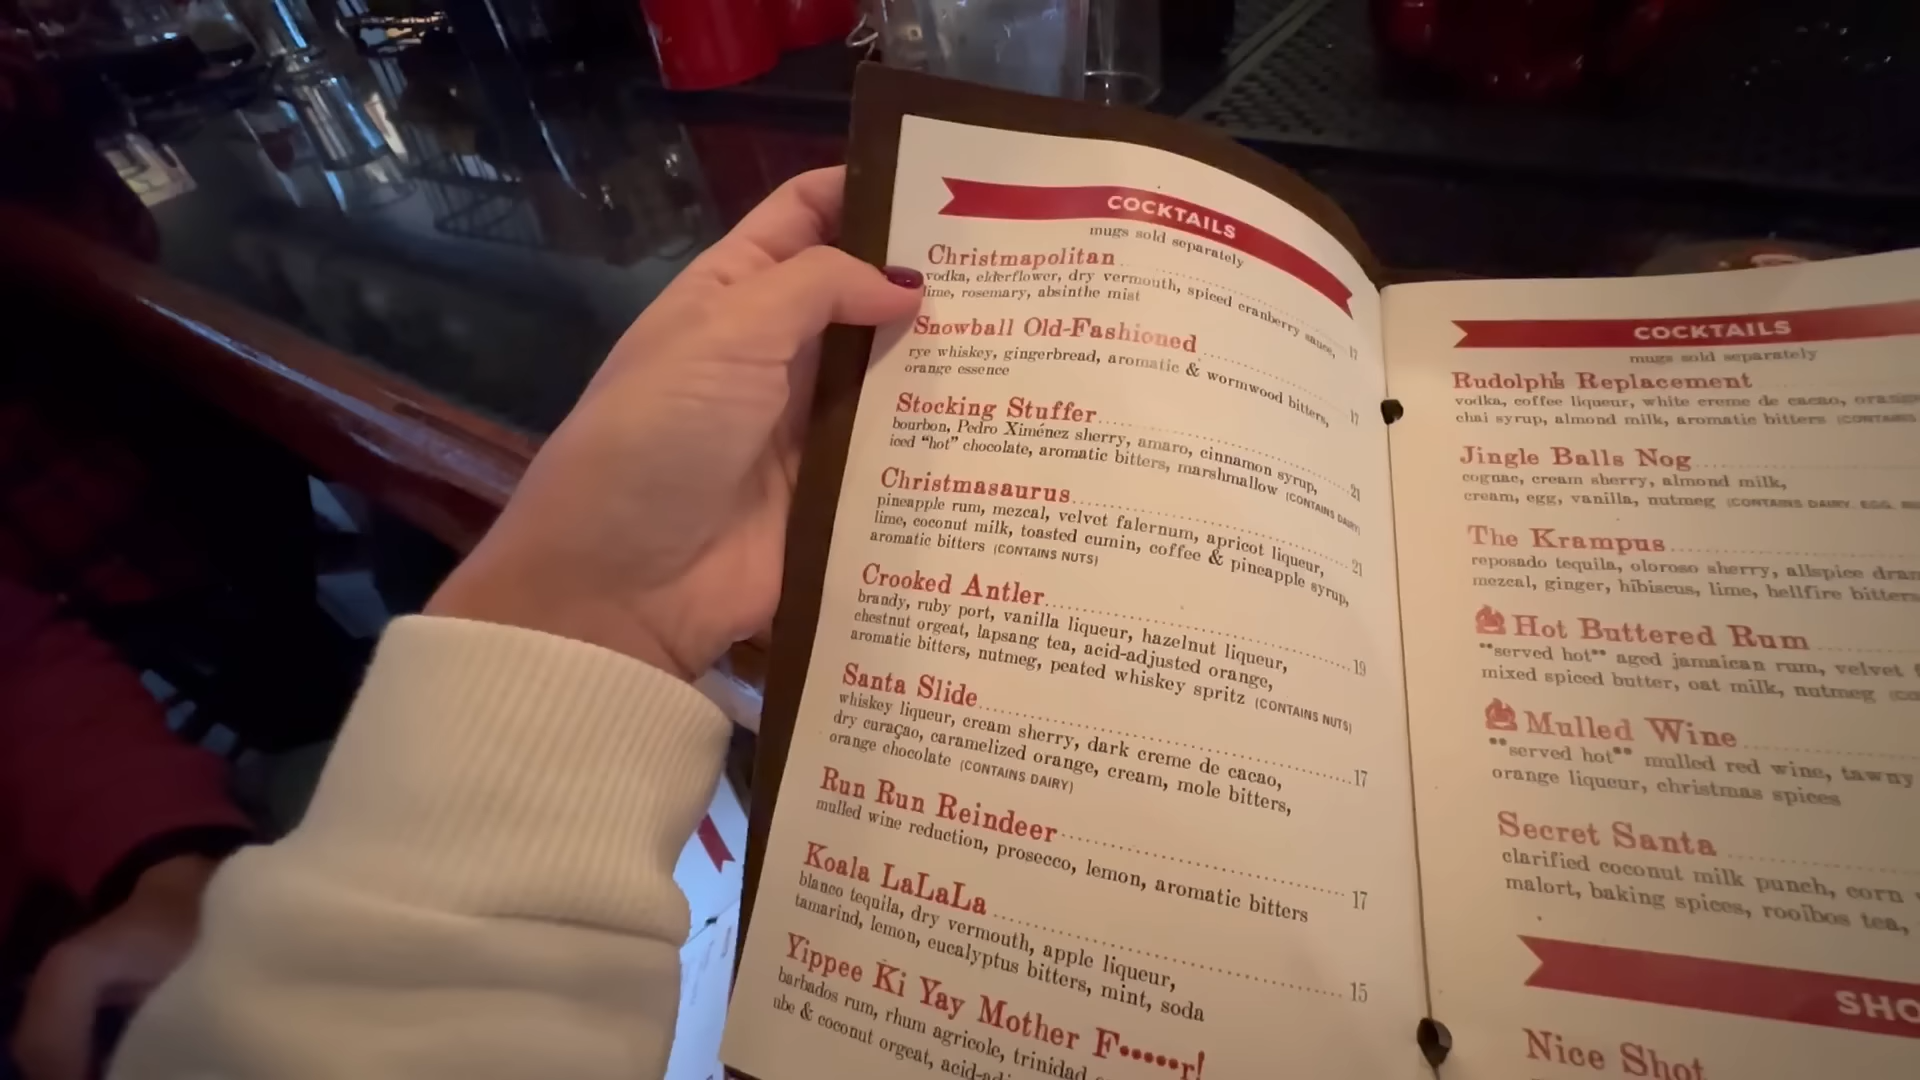 COCKTAILS
mugs sold separately
Christmapolitan
vodka, elderflower, dry vermouth, spiced cranberry sauce,
lime, rosemary, absinthe mist
17
Snowball Old-Fashioned
rye whiskey, gingerbread, aromatic & wormwood bitters,
orange essence
17
Stocking Stuffer
bourbon, Pedro Ximénez sherry, amaro, cinnamon syrup,
iced "hot" chocolate, aromatic bitters, marshmallow (CONTAINS DAIRY)
21
Christmasaurus
pineapple rum, mezcal, velvet falernum, apricot liqueur,
lime, coconut milk, toasted cumin, coffee & pineapple syrup,
aromatic bitters (CONTAINS NUTS)
21
Crooked Antler
brandy, ruby port, vanilla liqueur, hazelnut liqueur,
chestnut orgeat, lapsang tea, acid-adjusted orange,
aromatic bitters, nutmeg, peated whiskey spritz (CONTAINS NUTS)
19
Santa Slide
whiskey liqueur, cream sherry, dark creme de cacao,
dry curaçao, caramelized orange, cream, mole bitters,
orange chocolate (CONTAINS DAIRY)
17
Run Run Reindeer
mulled wine reduction, prosecco, lemon, aromatic bitters
17
Koala LaLaLa
blanco tequila, dry vermouth, apple liqueur,
tamarind, lemon, eucalyptus bitters, mint, soda
15
Yippee Ki Yay Mother F•••••r!
barbados rum, rhum agricole, trinidad
ube & coconut orgeat,
COCKTAILS
mugs sold separately
Rudolph's Replacement
vodka, coffee liqueur, white creme de cacao,
chai syrup, almond milk, aromatic bitters (CONTAINS
Jingle Balls Nog
cognac, cream sherry, almond milk,
cream, egg, vanilla, nutmeg (CONTAINS DAIRY, EGG,
The Krampus
reposado tequila, oloroso sherry, allspice
mezcal, ginger, hibiscus, lime, hellfire bitters
Hot Buttered Rum
**served hot** aged jamaican rum, velvet
mixed spiced butter, oat milk, nutmeg
Mulled Wine
**served hot** mulled red wine, tawny
orange liqueur, christmas spices
Secret Santa
clarified coconut milk punch, corn
malort, baking spices, rooibos tea,
SHO
Nice Shot